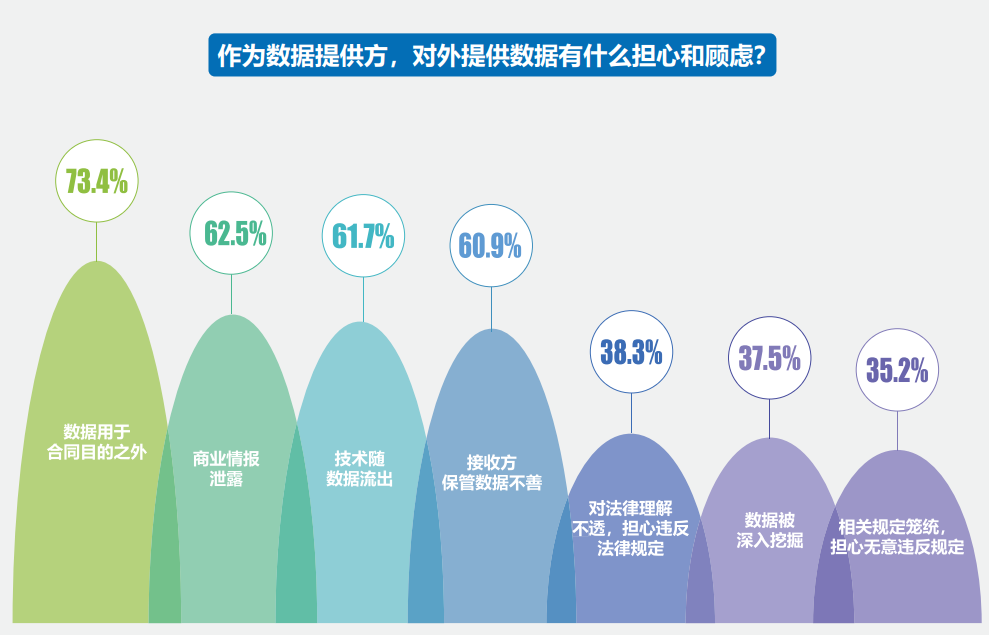 作为数据提供方，对外提供数据有什么担心和顾虑?
73.4%
62.5%
61.7%
60.9%
38.3%
37.5%
35.2%
数据用于
合同目的之外
商业情报
泄露
技术随
数据流出
接收方
保管数据不善
对法律理解
不透，担心违反
法律规定
数据被
深入挖掘
相关规定笼统，
担心无意违反规定